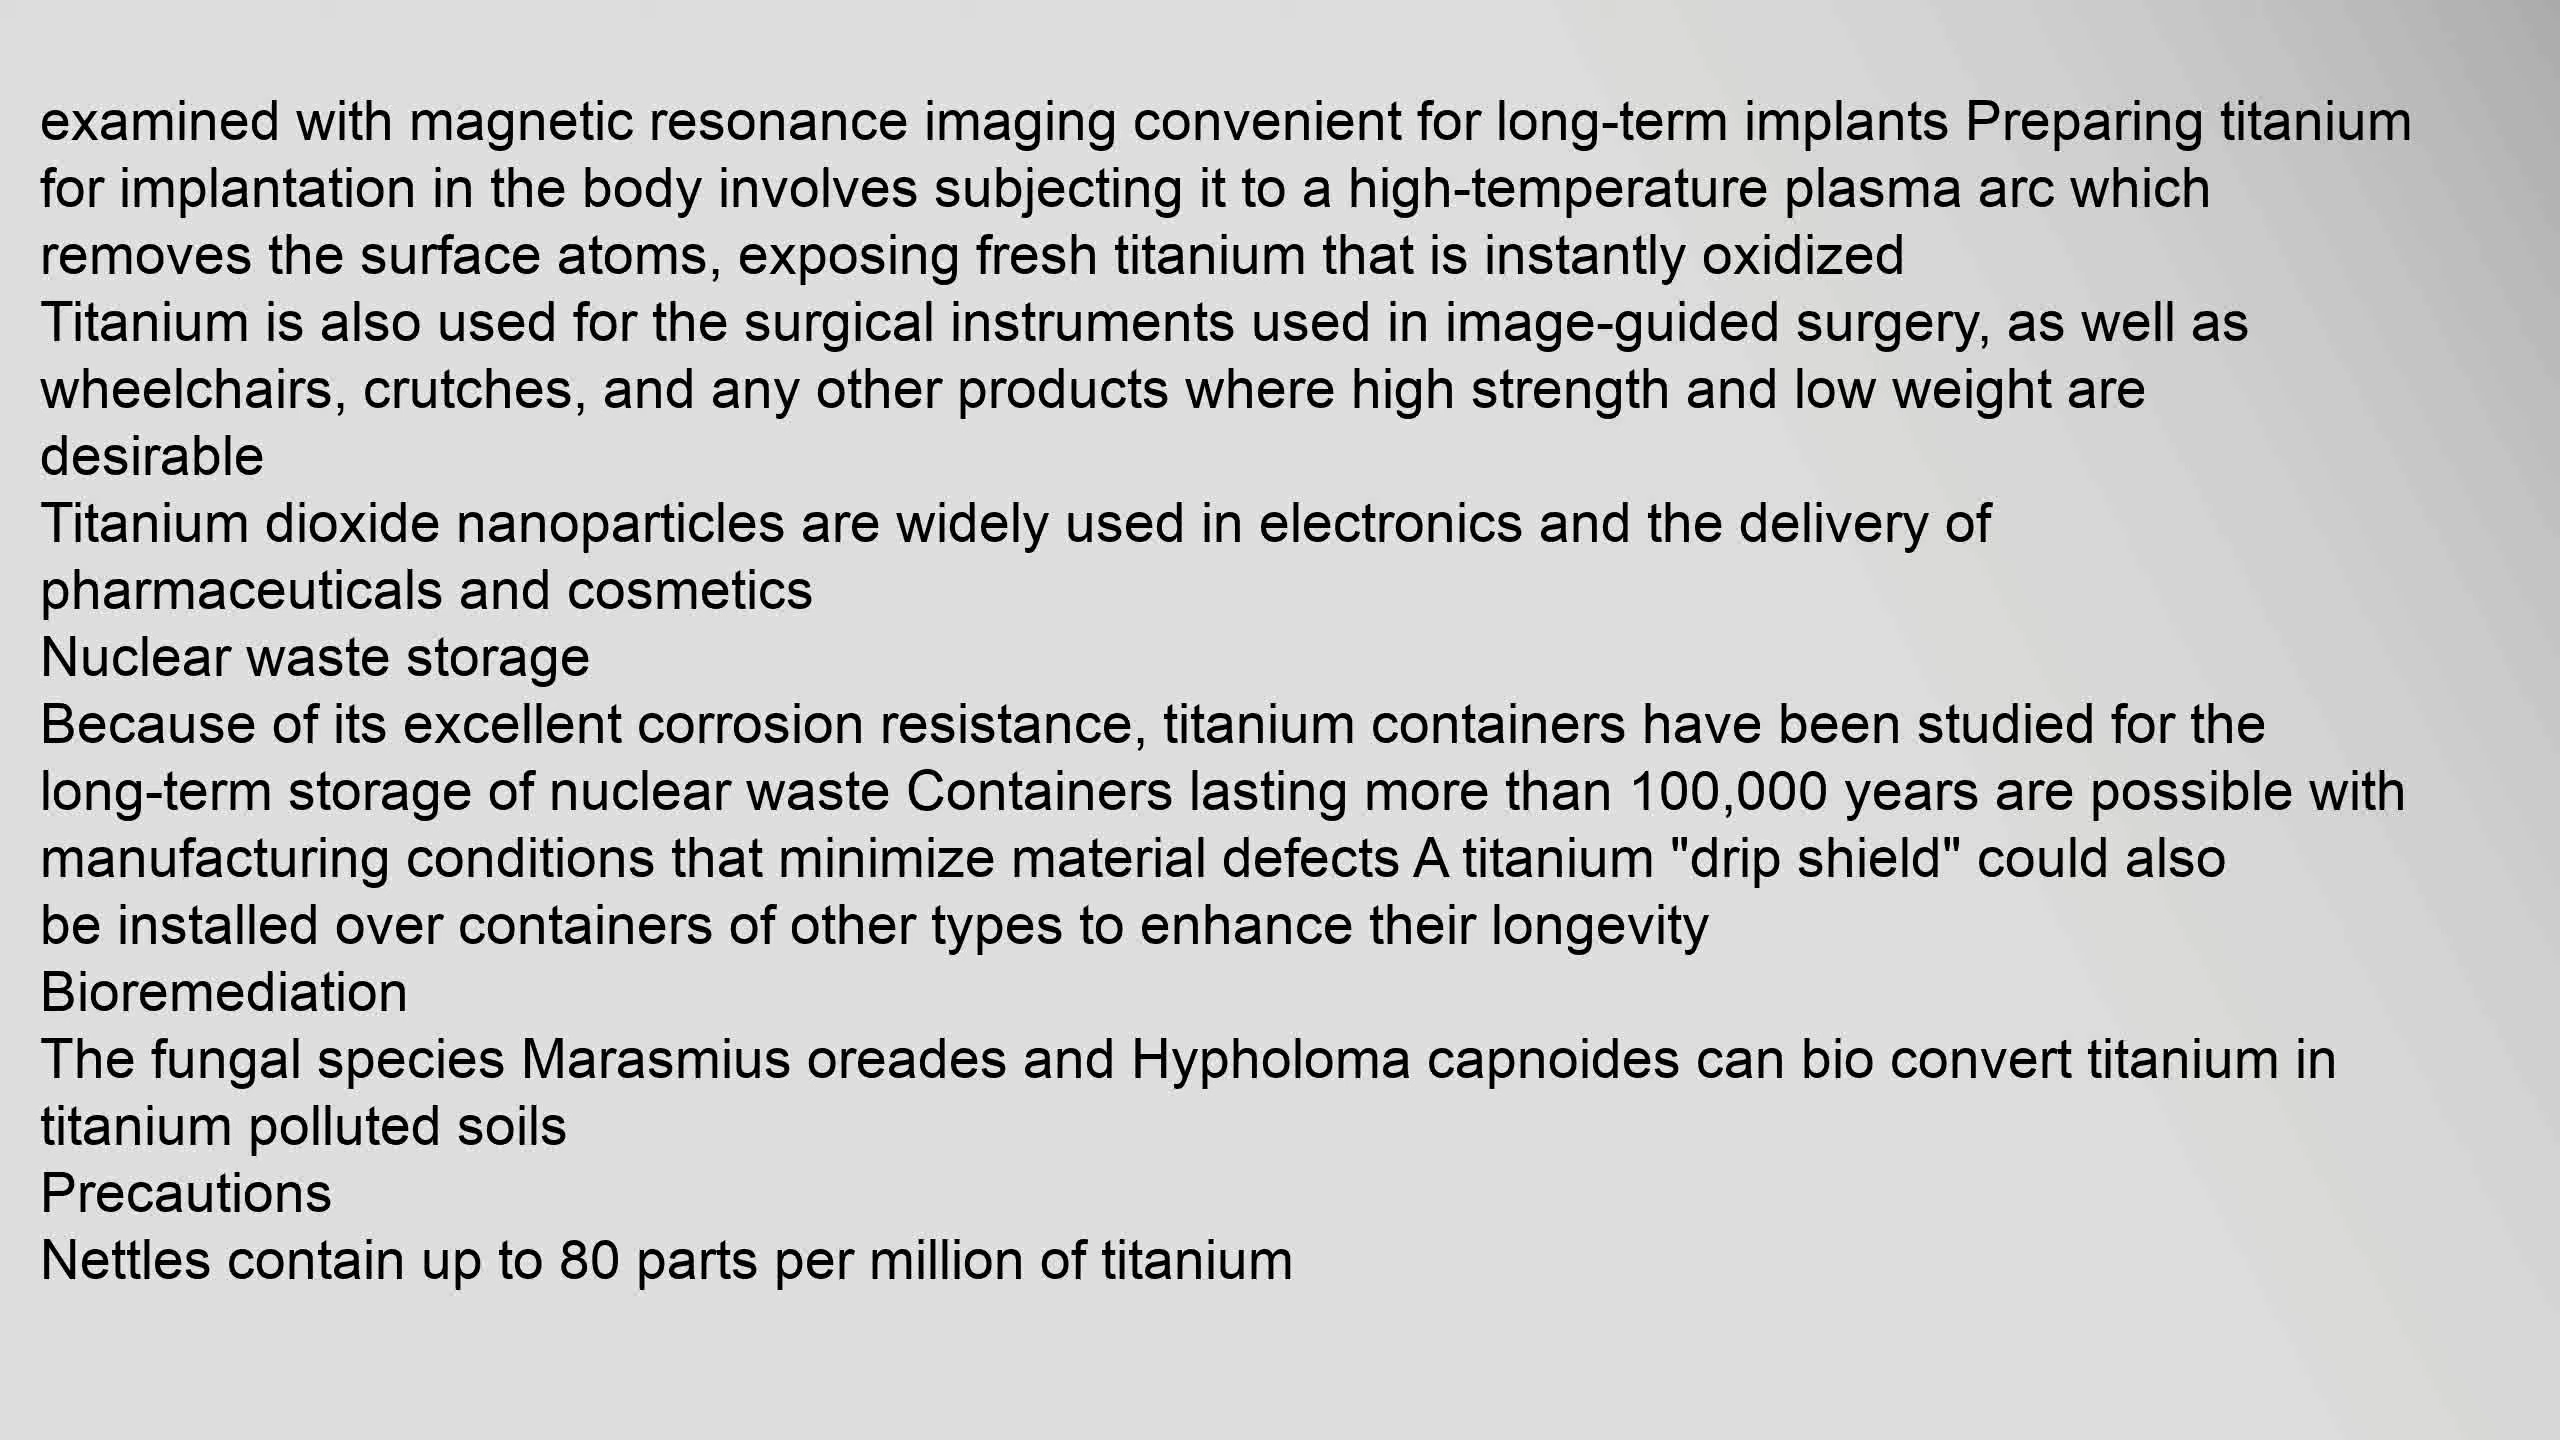 examined with magnetic resonance imaging convenient for long-term implants Preparing titanium
for implantation in the body involves subjecting it to a high-temperature plasma arc which
removes the surface atoms, exposing fresh titanium that is instantly oxidized
Titanium is also used for the surgical instruments used in image-guided surgery, as well as
wheelchairs, crutches, and any other products where high strength and low weight are
desirable
Titanium dioxide nanoparticles are widely used in electronics and the delivery of
pharmaceuticals and cosmetics
Nuclear waste storage
Because of its excellent corrosion resistance, titanium containers have been studied for the
long-term storage of nuclear waste Containers lasting more than 100,000 years are possible with
manufacturing conditions that minimize material defects A titanium "drip shield" could also
be installed over containers of other types to enhance their longevity
Bioremediation
The fungal species Marasmius oreades and Hypholoma capnoides can bio convert titanium in
titanium polluted soils
Precautions
Nettles contain up to 80 parts per million of titanium